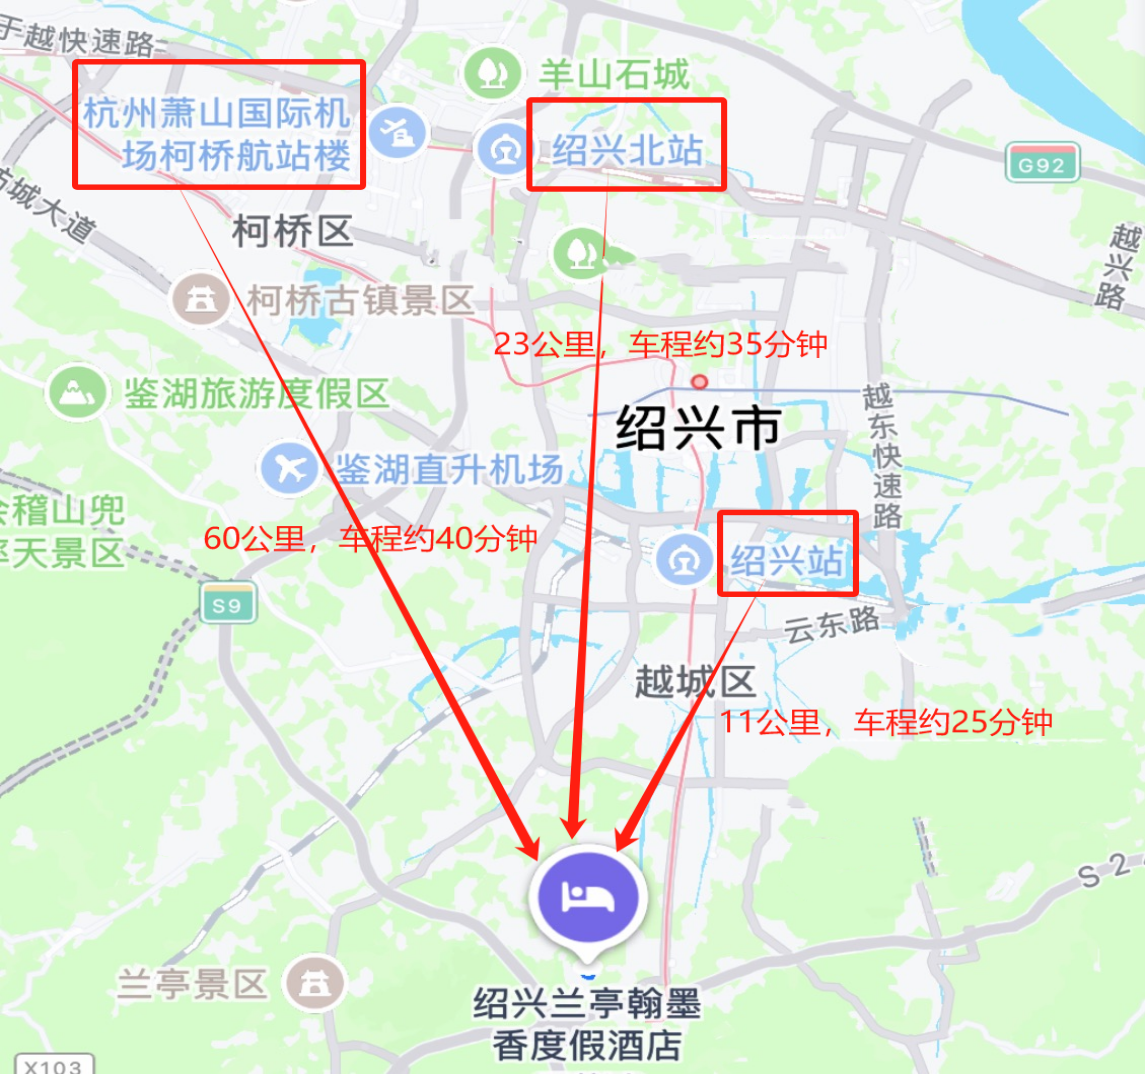 于越快速路
羊山石城
杭州萧山国际机
场柯桥航站楼
绍兴北站
G92
防城大道
柯桥区
越兴路
柯桥古镇景区
23公里，车程约35分钟
鉴湖旅游度假区
越东快速路
绍兴市
鉴湖直升机场
会稽山兜
率天景区
60公里，车程约40分钟
绍兴站
S9
云东路
越城区
11公里，车程约25分钟
S 2
兰亭景区
绍兴兰亭翰墨
香度假酒店
X103